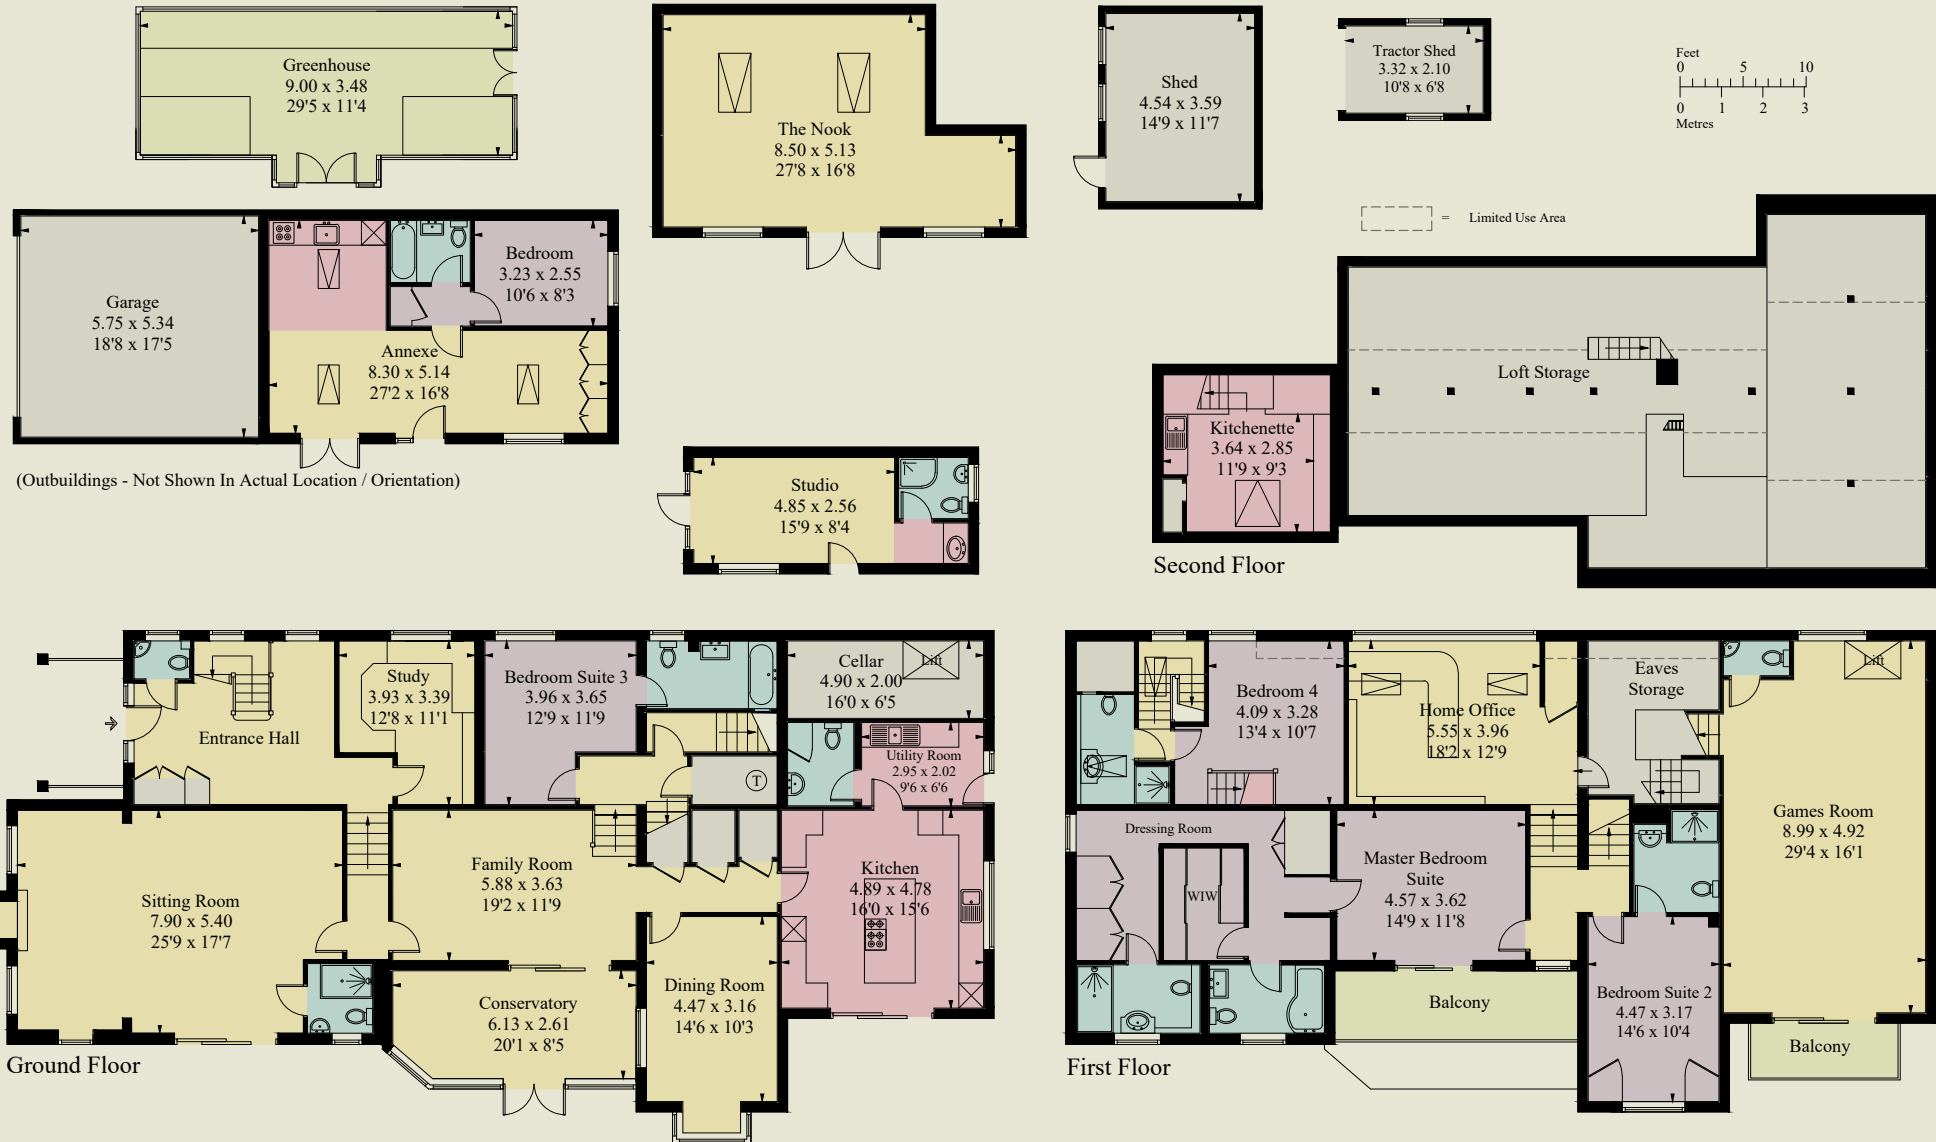 Greenhouse
9.00 x 3.48
29'5 x 11'4
The Nook
8.50 x 5.13
27'8 x 16'8
Shed
4.54 x 3.59
14'9 x 11'7
Tractor Shed
3.32 x 2.10
10'8 x 6'8
Feet
0 5 10
0 1 2 3
Metres
= Limited Use Area
Garage
5.75 x 5.34
18'8 x 17'5
Bedroom
3.23 x 2.55
10'6 x 8'3
Annexe
8.30 x 5.14
27'2 x 16'8
(Outbuildings - Not Shown In Actual Location / Orientation)
Studio
4.85 x 2.56
15'9 x 8'4
Kitchenette
3.64 x 2.85
11'9 x 9'3
Loft Storage
Second Floor
Entrance Hall
Study
3.93 x 3.39
12'8 x 11'1
Bedroom Suite 3
3.96 x 3.65
12'9 x 11'9
Cellar
4.90 x 2.00
16'0 x 6'5
Lift
Utility Room
2.95 x 2.02
9'6 x 6'6
T
Sitting Room
7.90 x 5.40
25'9 x 17'7
Family Room
5.88 x 3.63
19'2 x 11'9
Kitchen
4.89 x 4.78
16'0 x 15'6
Conservatory
6.13 x 2.61
20'1 x 8'5
Dining Room
4.47 x 3.16
14'6 x 10'3
Ground Floor
Bedroom 4
4.09 x 3.28
13'4 x 10'7
Home Office
5.55 x 3.96
18'2 x 12'9
Eaves
Storage
Lift
Games Room
8.99 x 4.92
29'4 x 16'1
Dressing Room
WIW
Master Bedroom
Suite
4.57 x 3.62
14'9 x 11'8
Balcony
Bedroom Suite 2
4.47 x 3.17
14'6 x 10'4
Balcony
First Floor